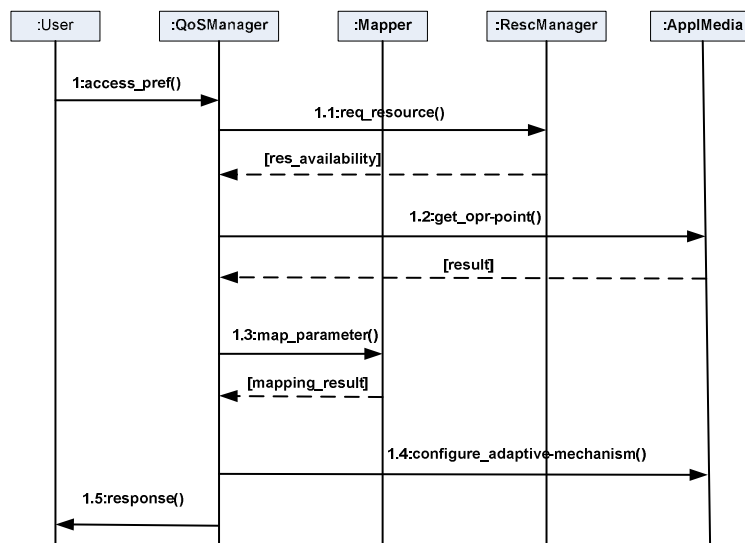 :User
:QoSManager
:Mapper
:RescManager
:ApplMedia
1:access_pref()
1.1:req_resource()
[res_availability]
1.2:get_opr-point()
[result]
1.3:map_parameter()
[mapping_result]
1.4:configure_adaptive-mechanism()
1.5:response()